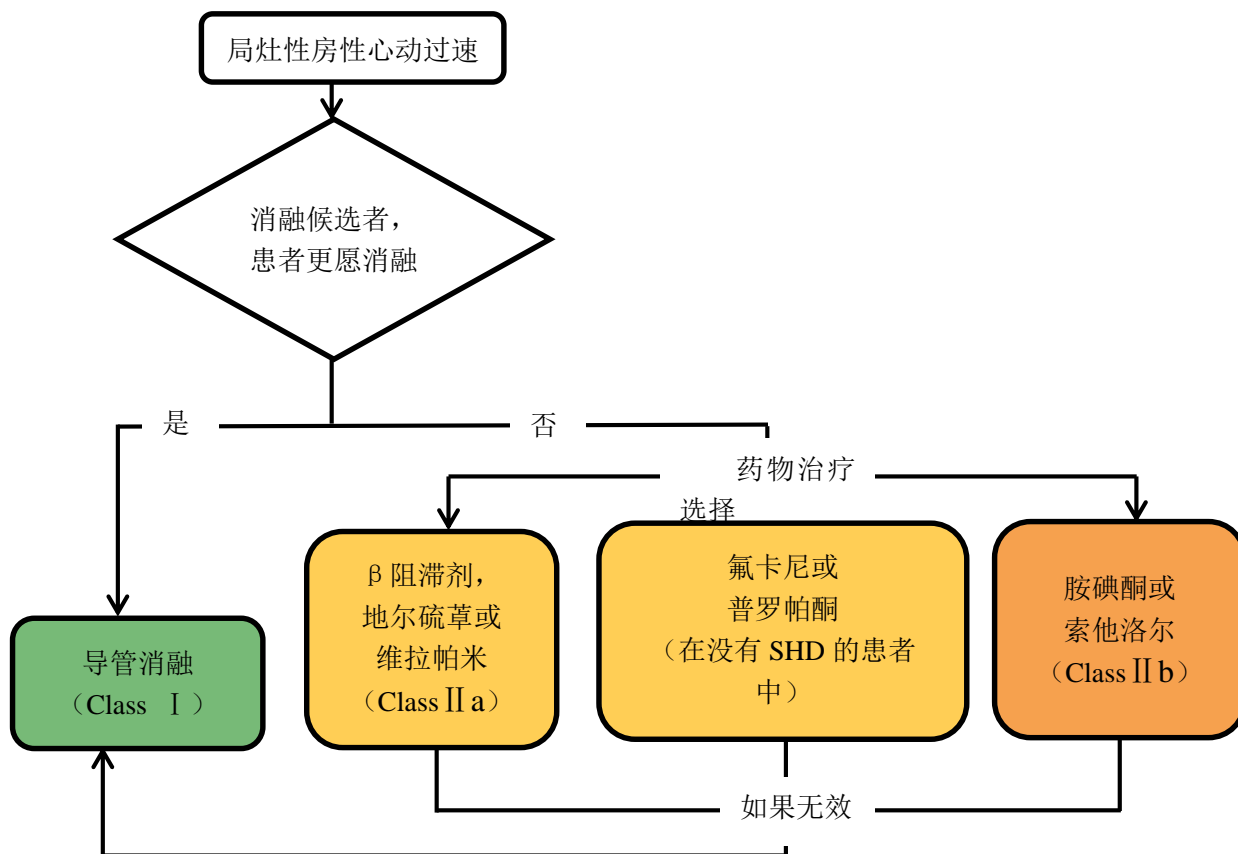 局灶性房性心动过速
消融候选者，
患者更愿消融
是
否
药物治疗
选择
β阻滞剂，
地尔硫䓬或
维拉帕米
（ClassⅡa）
氟卡尼或
普罗帕酮
（在没有 SHD 的患者
中）
胺碘酮或
索他洛尔
（ClassⅡb）
导管消融
（Class Ⅰ）
如果无效